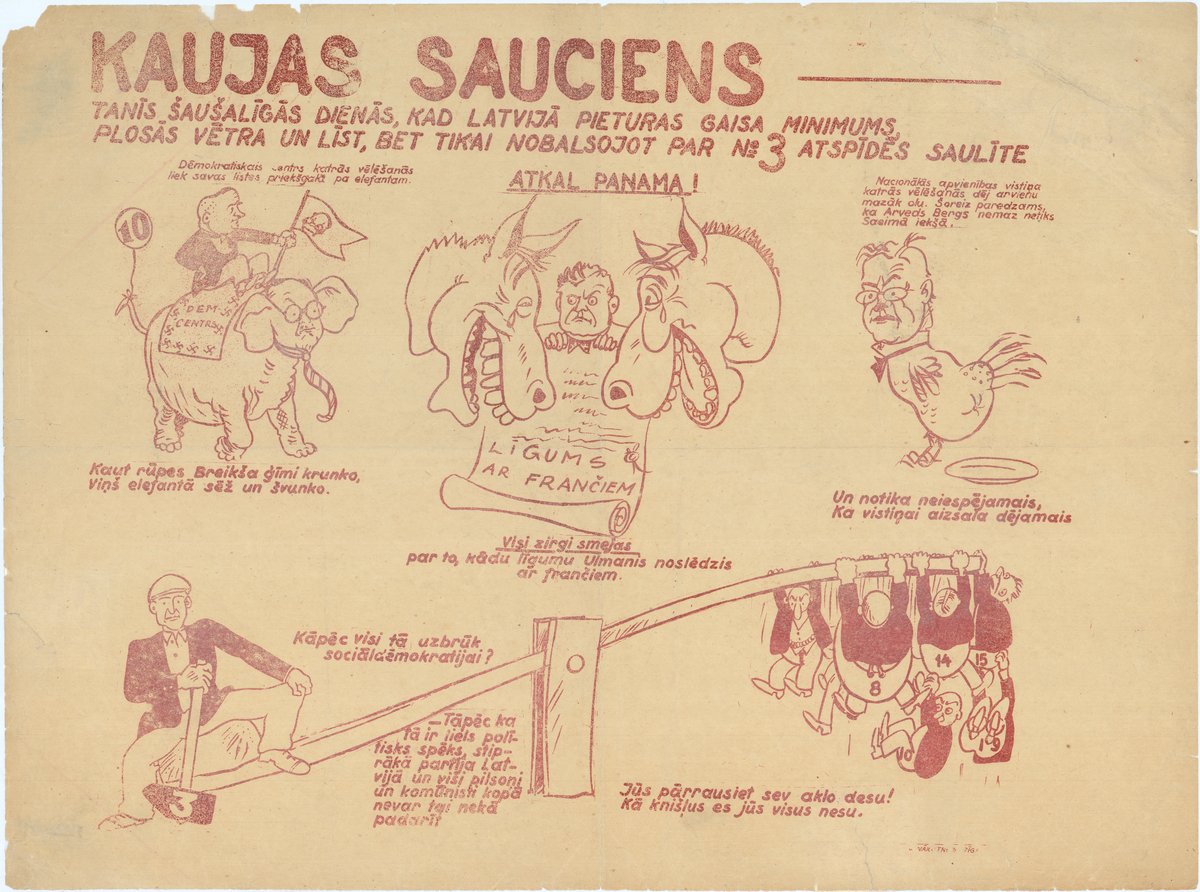 KAUJAS SAUCIENS
TANĪS ŠAUŠALĪGĀS DIENĀS, KAD LATVIJĀ PIETURAS GAISA MINIMUMS,
PLOSĀS VĒTRA UN LĪST, BET TIKAI NOBALSOJOT PAR № 3 ATSPĪDĒS SAULĪTE
Dēmokratiskais centrs katrās vēlēšanās
liek savas listes priekšgalā pa elefantam.
10
DEM.
CENTRS
Kaut rūpes Breikša ģīmi krunko,
viņš elefantā sēž un švunko.
ATKAL PANAMA!
LĪGUMS
AR FRANČIEM
Visi zirgi smejas
par to, kādu līgumu Ulmanis noslēdzis
ar frančiem.
Nacionālās apvienības vistiņa
katrās vēlēšanās dēj arvienu
mazāk olu. Šoreiz paredzams,
ka Arveds Bergs nemaz netiks
Saeimā iekšā.
Un notika neiespējamais,
Ka vistiņai aizsala dējamais
Kāpēc visi tā uzbrūk
sociāldēmokratijai?
—Tāpēc ka
tā ir liels polī-
tisks spēks, stip-
rākā partija Lat-
vijā un visi pilsoņi
un komūnisti kopā
nevar tai nekā
padarīt
3
8
14
15
10
19
Jūs pārrausiet sev aklo desu!
Kā knišļus es jūs visus nesu.